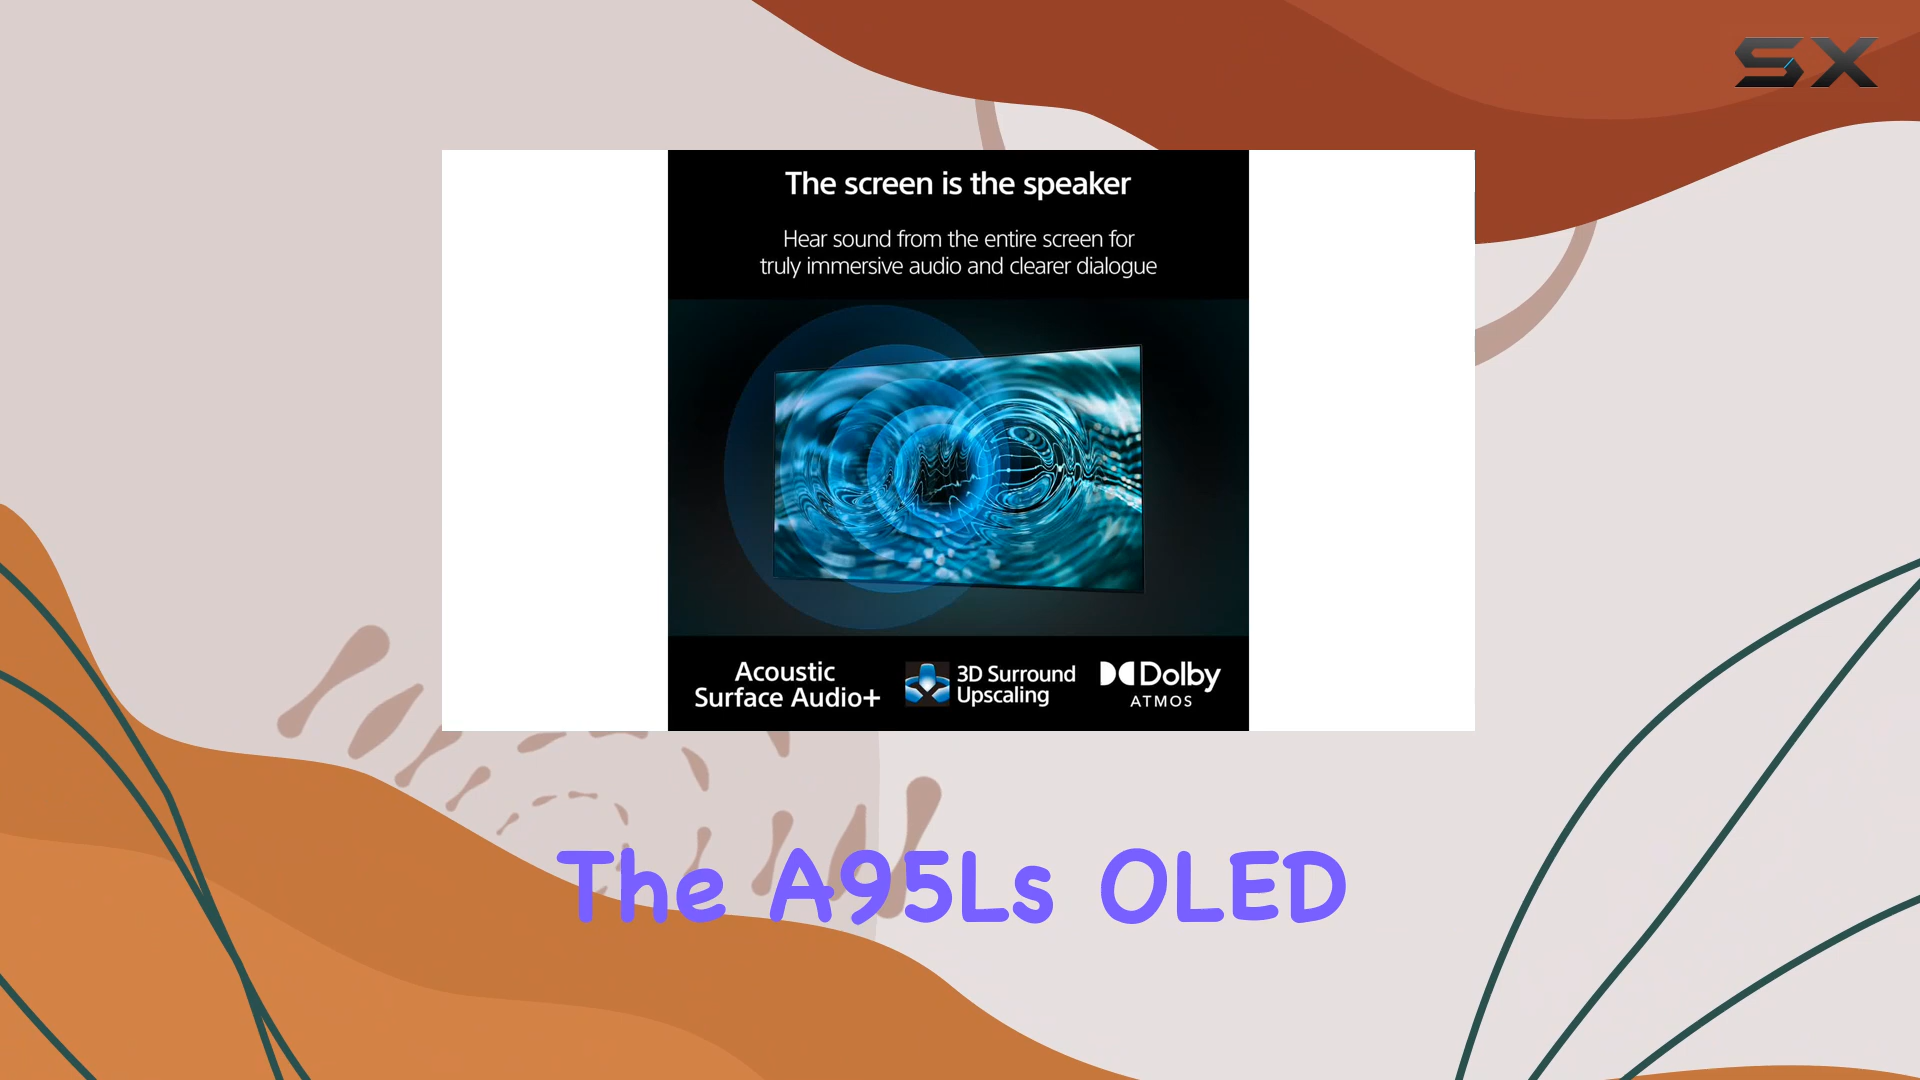 SX
The screen is the speaker
Hear sound from the entire screen for
truly immersive audio and clearer dialogue
Acoustic
Surface Audio+
3D Surround
Upscaling
Dolby
ATMOS
The A95Ls OLED